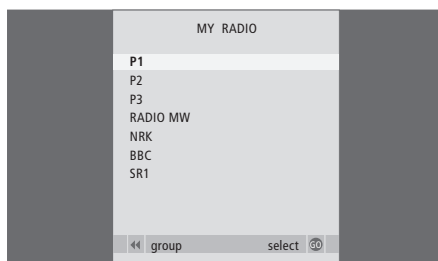 MY RADIO
P1
P2
P3
RADIO MW
NRK
BBC
SR1
group select GO